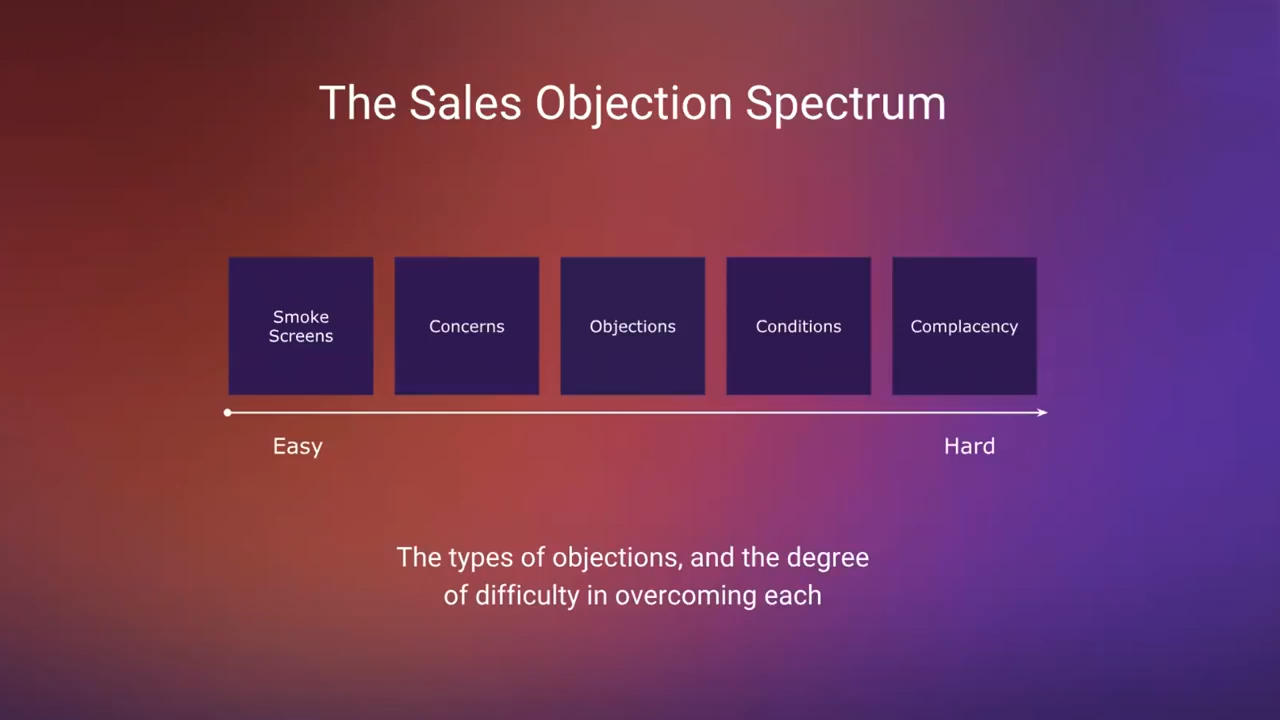 The Sales Objection Spectrum
Smoke
Screens
Concerns
Objections
Conditions
Complacency
Easy
Hard
The types of objections, and the degree
of difficulty in overcoming each